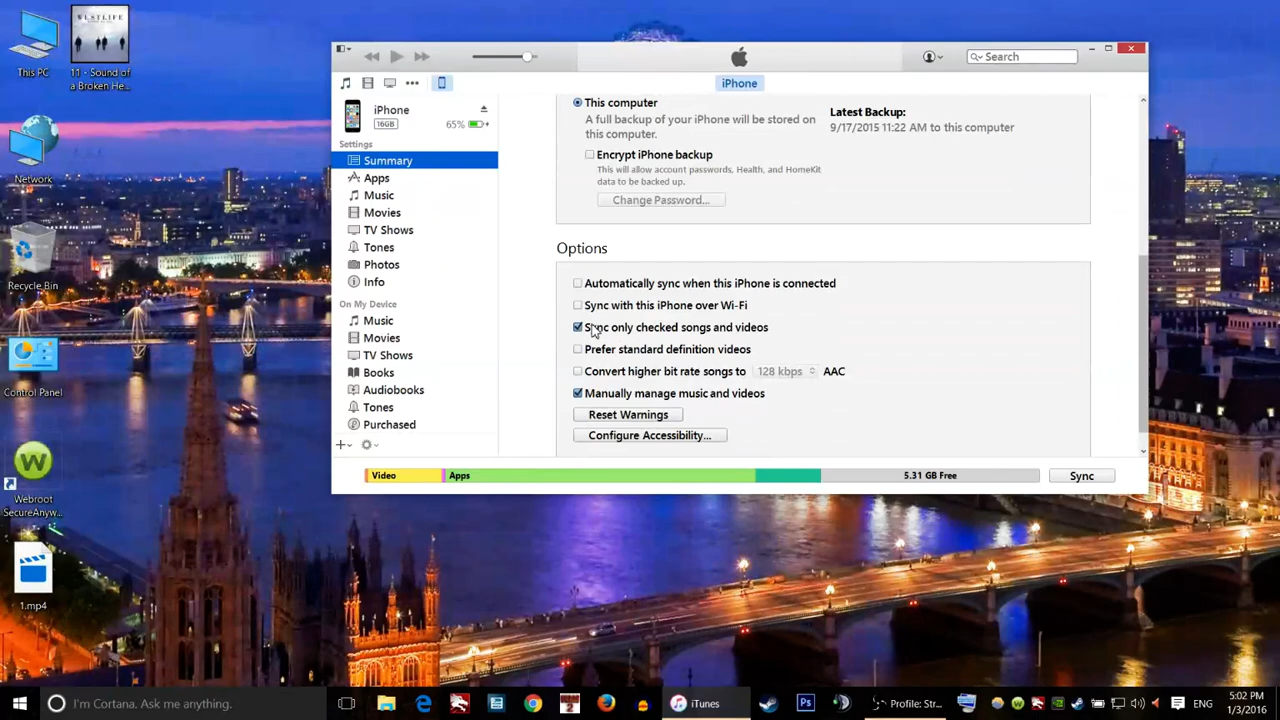 This PC
WESTLIFE
11 - Sound of
a Broken He...
Network
Recycle Bin
Control Panel
Webroot
SecureAnyw...
1.mp4
Search
iPhone
iPhone
16GB
65%
Settings
Summary
Apps
Music
Movies
TV Shows
Tones
Photos
Info
On My Device
Music
Movies
TV Shows
Books
Audiobooks
Tones
Purchased
This computer
A full backup of your iPhone will be stored on
this computer.
Encrypt iPhone backup
This will allow account passwords, Health, and HomeKit
data to be backed up.
Change Password...
Latest Backup:
9/17/2015 11:22 AM to this computer
Options
Automatically sync when this iPhone is connected
Sync with this iPhone over Wi-Fi
Sync only checked songs and videos
Prefer standard definition videos
Convert higher bit rate songs to 128 kbps AAC
Manually manage music and videos
Reset Warnings
Configure Accessibility...
Video Apps 5.31 GB Free Sync
I'm Cortana. Ask me anything.
iTunes
Ps
Profile: Str...
ENG
5:02 PM
1/3/2016